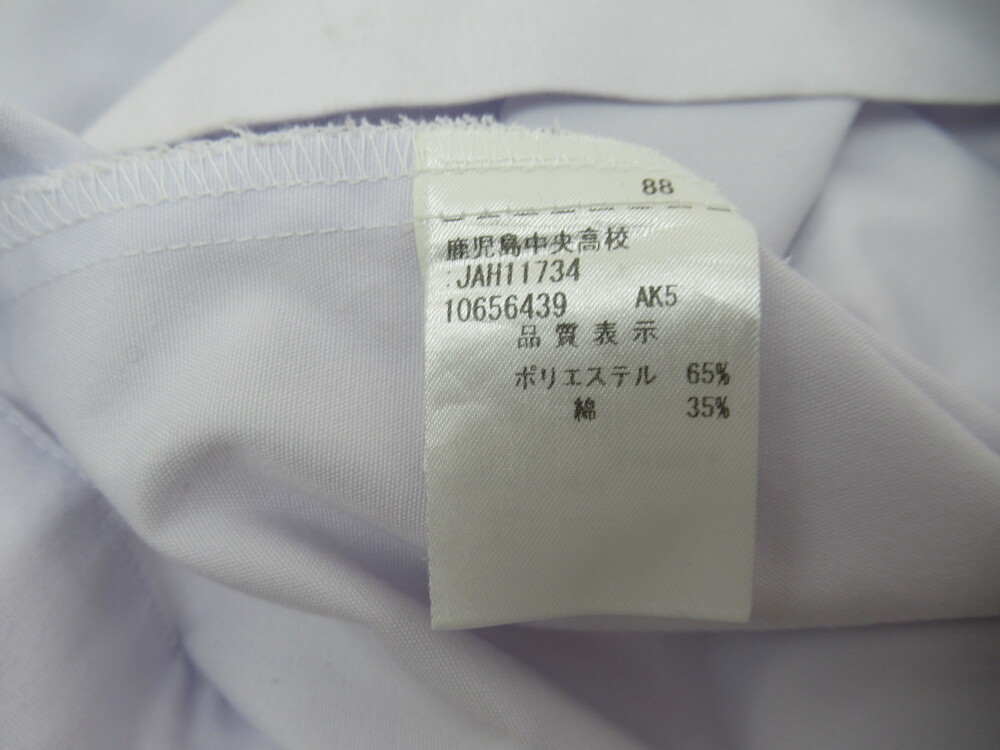 88
鹿児島中央高校
:JAH11734
10656439 AK5
品質表示
ポリエステル 65%
綿 35%